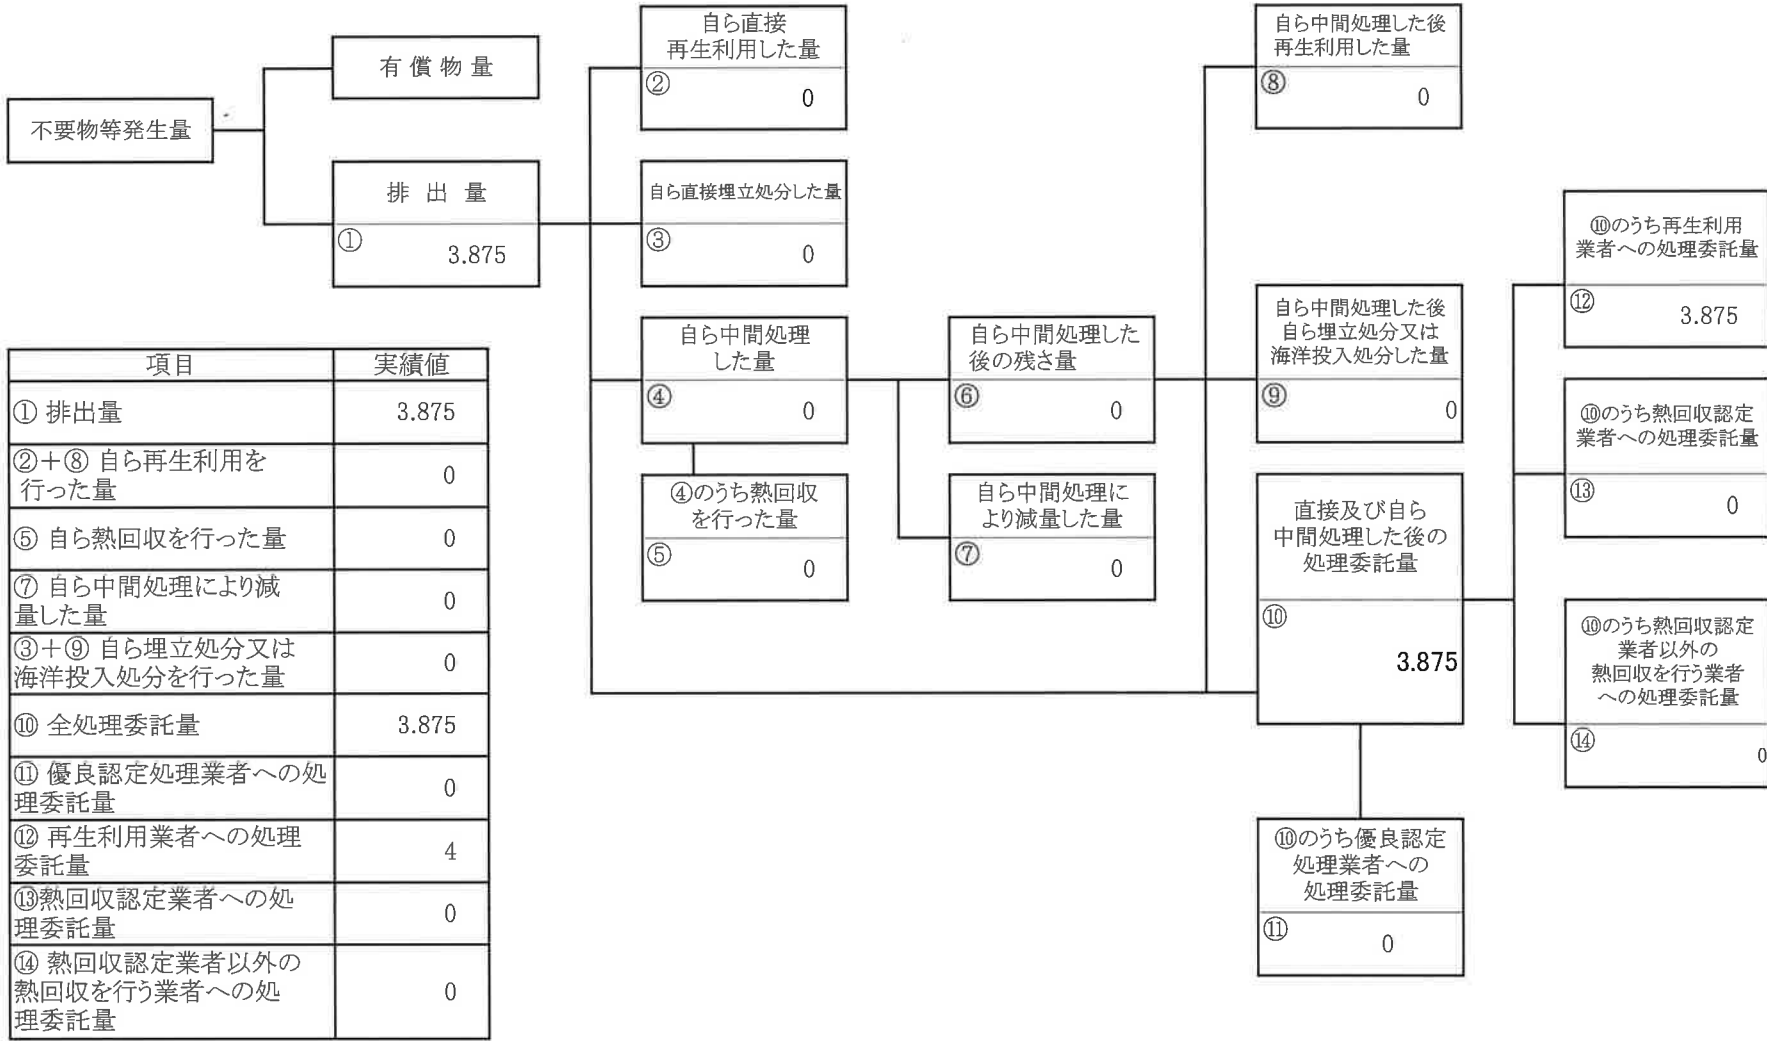 不要物等発生量
有償物量
排出量
①
3.875
自ら直接
再生利用した量
②
0
自ら直接埋立処分した量
③
0
自ら中間処理
した量
④
0
④のうち熱回収
を行った量
⑤
0
自ら中間処理した
後の残さ量
⑥
0
自ら中間処理に
より減量した量
⑦
0
自ら中間処理した後
再生利用した量
⑧
0
自ら中間処理した後
自ら埋立処分又は
海洋投入処分した量
⑨
0
直接及び自ら
中間処理した後の
処理委託量
⑩
3.875
⑩のうち優良認定
処理業者への
処理委託量
⑪
0
⑩のうち再生利用
業者への処理委託量
⑫
3.875
⑩のうち熱回収認定
業者への処理委託量
⑬
0
⑩のうち熱回収認定
業者以外の
熱回収を行う業者
への処理委託量
⑭
0
項目 実績値
① 排出量 3.875
②＋⑧ 自ら再生利用を
行った量 0
⑤ 自ら熱回収を行った量 0
⑦ 自ら中間処理により減
量した量 0
③＋⑨ 自ら埋立処分又は
海洋投入処分を行った量 0
⑩ 全処理委託量 3.875
⑪ 優良認定処理業者への処
理委託量 0
⑫ 再生利用業者への処理
委託量 4
⑬熱回収認定業者への処
理委託量 0
⑭ 熱回収認定業者以外の
熱回収を行う業者への処
理委託量 0